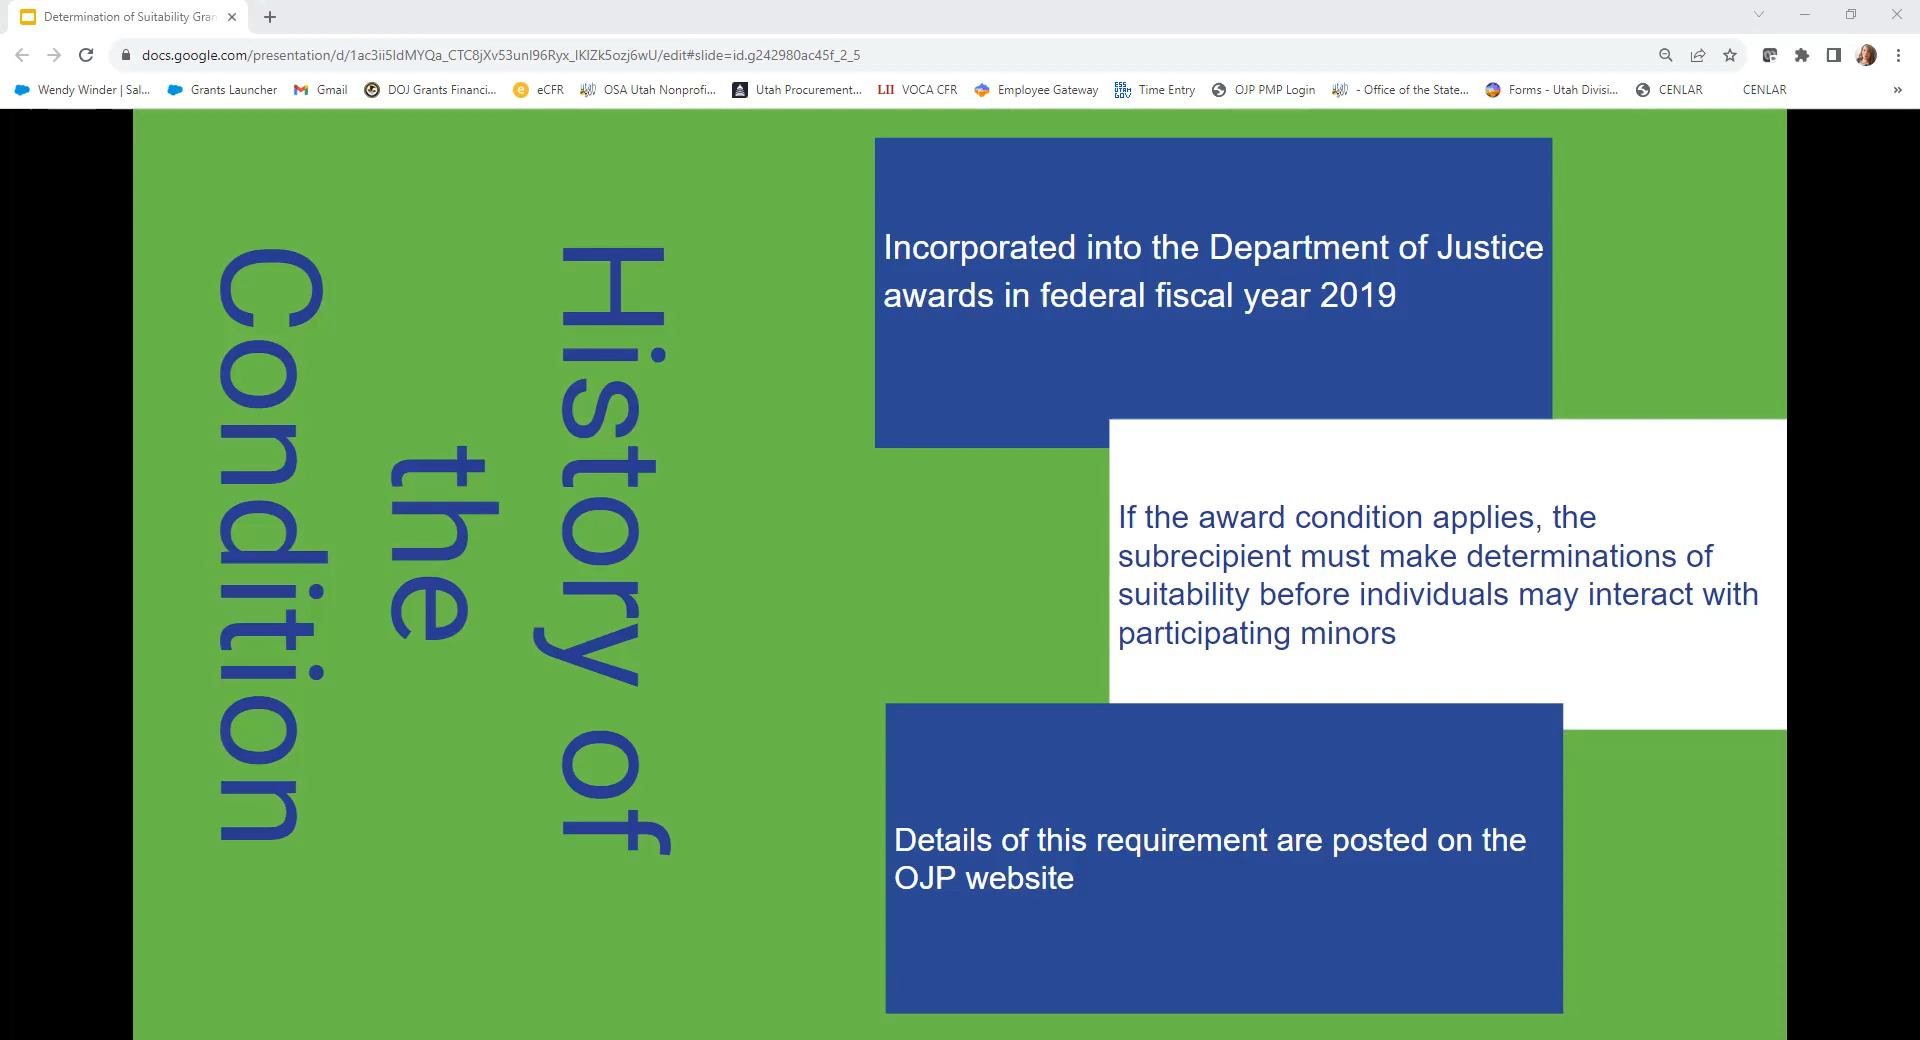 Determination of Suitability Gran
docs.google.com/presentation/d/1ac3ii5IdMYQa_CTC8jXv53unI96Ryx_IKIZk5ozj6wU/edit#slide=id.g242980ac45f_2_5
Wendy Winder | Sal...
Grants Launcher
Gmail
DOJ Grants Financi...
eCFR
OSA Utah Nonprofi...
Utah Procurement...
LII VOCA CFR
Employee Gateway
Time Entry
OJP PMP Login
- Office of the State...
Forms - Utah Divisi...
CENLAR
CENLAR
»
History of
the
Condition
Incorporated into the Department of Justice
awards in federal fiscal year 2019
If the award condition applies, the
subrecipient must make determinations of
suitability before individuals may interact with
participating minors
Details of this requirement are posted on the
OJP website